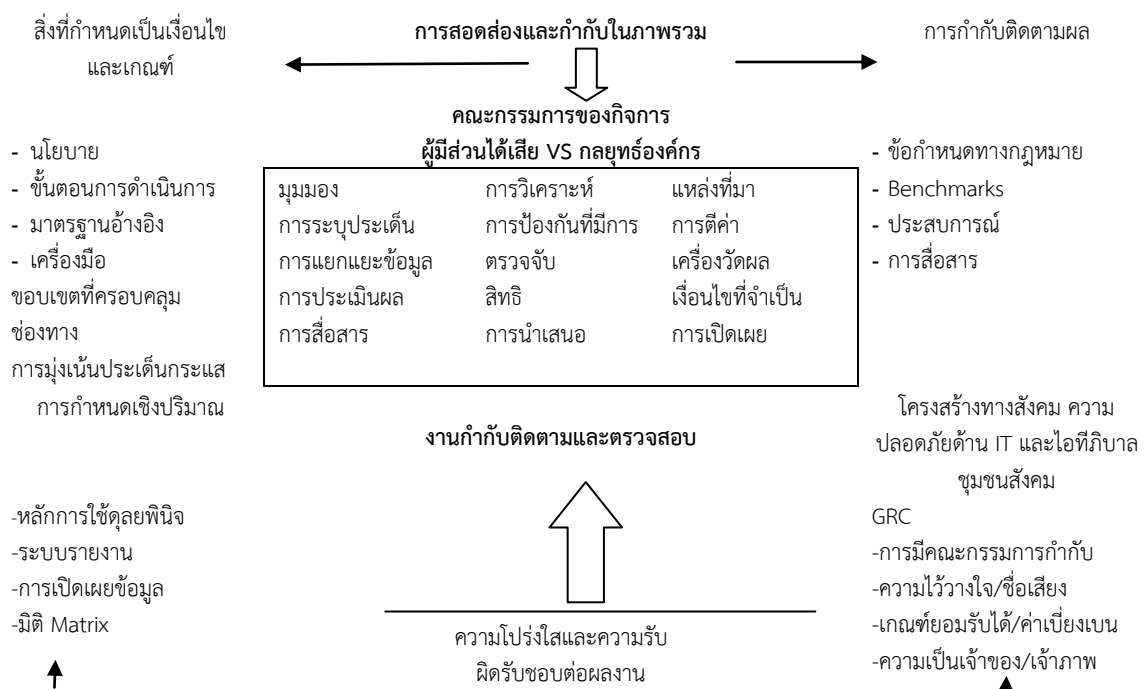 สิ่งที่กำหนดเป็นเงื่อนไข
และเกณฑ์
การสอดส่องและกำกับในภาพรวม
การกำกับติดตามผล
คณะกรรมการของกิจการ
ผู้มีส่วนได้เสีย VS กลยุทธ์องค์กร
- นโยบาย
- ขั้นตอนการดำเนินการ
- มาตรฐานอ้างอิง
- เครื่องมือ
ขอบเขตที่ครอบคลุม
ช่องทาง
การมุ่งเน้นประเด็นกระแส
การกำหนดเชิงปริมาณ
มุมมอง การวิเคราะห์ แหล่งที่มา
การระบุประเด็น การป้องกันที่มีการ การตีค่า
การแยกแยะข้อมูล ตรวจจับ เครื่องวัดผล
การประเมินผล สิทธิ เงื่อนไขที่จำเป็น
การสื่อสาร การนำเสนอ การเปิดเผย
- ข้อกำหนดทางกฎหมาย
- Benchmarks
- ประสบการณ์
- การสื่อสาร
งานกำกับติดตามและตรวจสอบ
โครงสร้างทางสังคม ความ
ปลอดภัยด้าน IT และไอทีภิบาล
ชุมชนสังคม
-หลักการใช้ดุลยพินิจ
-ระบบรายงาน
-การเปิดเผยข้อมูล
-มิติ Matrix
ความโปร่งใสและความรับ
ผิดรับชอบต่อผลงาน
GRC
-การมีคณะกรรมการกำกับ
-ความไว้วางใจ/ชื่อเสียง
-เกณฑ์ยอมรับได้/ค่าเบี่ยงเบน
-ความเป็นเจ้าของ/เจ้าภาพ